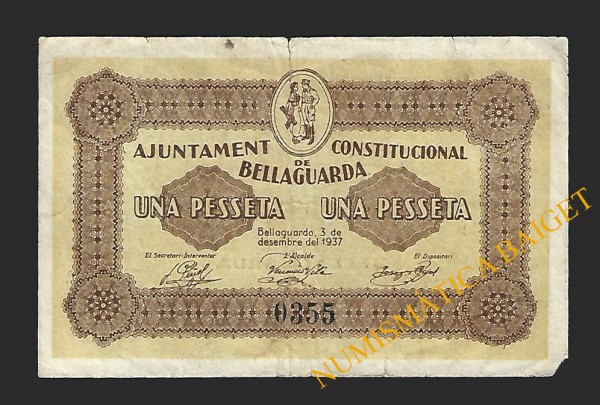 AJUNTAMENT CONSTITUCIONAL
DE
BELLAGUARDA
UNA PESSETA UNA PESSETA
Bellaguarda, 3 de
desembre del 1937
El Secretari-Interventor L'Alcalde El Dipositari
0355
NUMISMÀTICA BAIGET